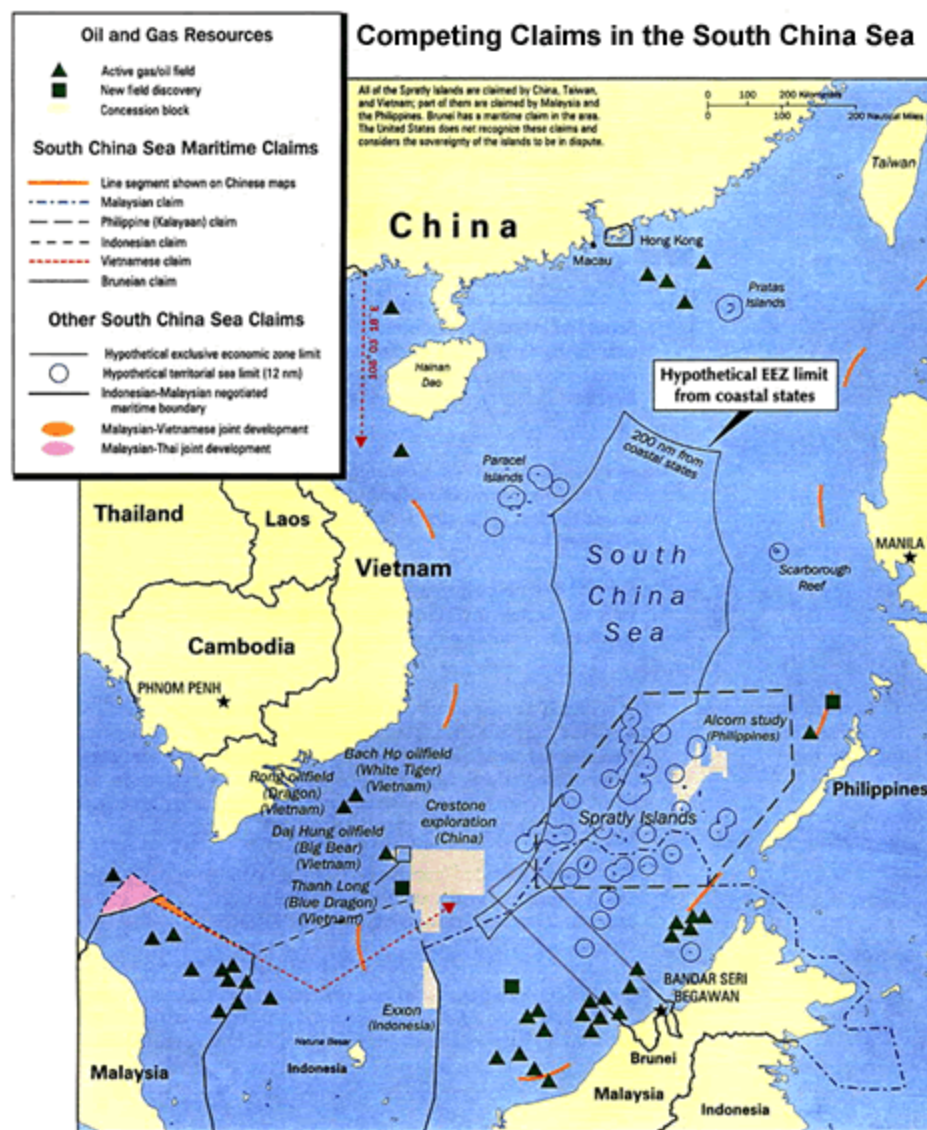 Oil and Gas Resources
Active gas/oil field
New field discovery
Concession block
South China Sea Maritime Claims
Line segment shown on Chinese maps
Malaysian claim
Philippine (Kalayaan) claim
Indonesian claim
Vietnamese claim
Bruneian claim
Other South China Sea Claims
Hypothetical exclusive economic zone limit
Hypothetical territorial sea limit (12 nm)
Indonesian-Malaysian negotiated
maritime boundary
Malaysian-Vietnamese joint development
Malaysian-Thai joint development
Competing Claims in the South China Sea
All of the Spratly Islands are claimed by China, Taiwan,
and Vietnam; part of them are claimed by Malaysia and
the Philippines. Brunei has a maritime claim in the area.
The United States does not recognize these claims and
considers the sovereignty of the islands to be in dispute.
0 100 200 Kilometers
0 100 200 Nautical Miles
Taiwan
China
Hong Kong
Macau
Pratas
Islands
108° 03' 18" E
Hainan
Dao
Hypothetical EEZ limit
from coastal states
200 nm from
coastal states
Paracel
Islands
Thailand
Laos
Vietnam
South
China
Sea
MANILA
Scarborough
Reef
Cambodia
PHNOM PENH
Alcorn study
(Philippines)
Bach Ho oilfield
(White Tiger)
(Vietnam)
Rong oilfield
(Dragon)
(Vietnam)
Crestone
exploration
(China)
Philippines
Spratly Islands
Dai Hung oilfield
(Big Bear)
(Vietnam)
Thanh Long
(Blue Dragon)
(Vietnam)
BANDAR SERI
BEGAWAN
Exxon
(Indonesia)
Natuna Besar
Indonesia
Brunei
Malaysia
Malaysia
Indonesia